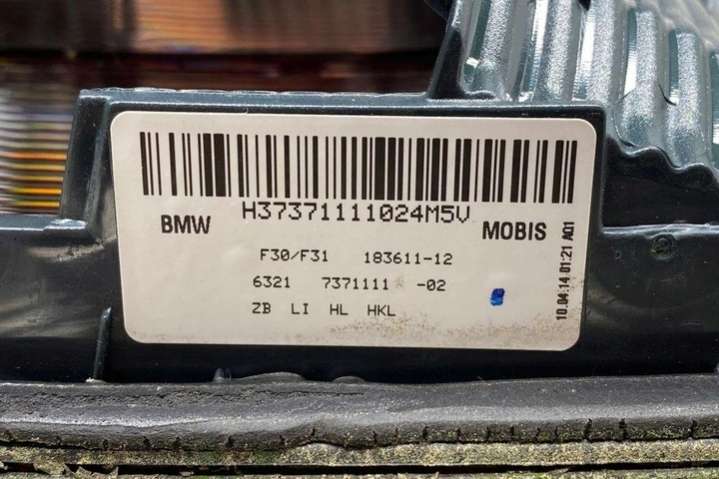 H37371111024M5V
BMW MOBIS
F30/F31 183611-12
6321 7371111 -02
ZB LI HL HKL
10.04.14 01:21 A01